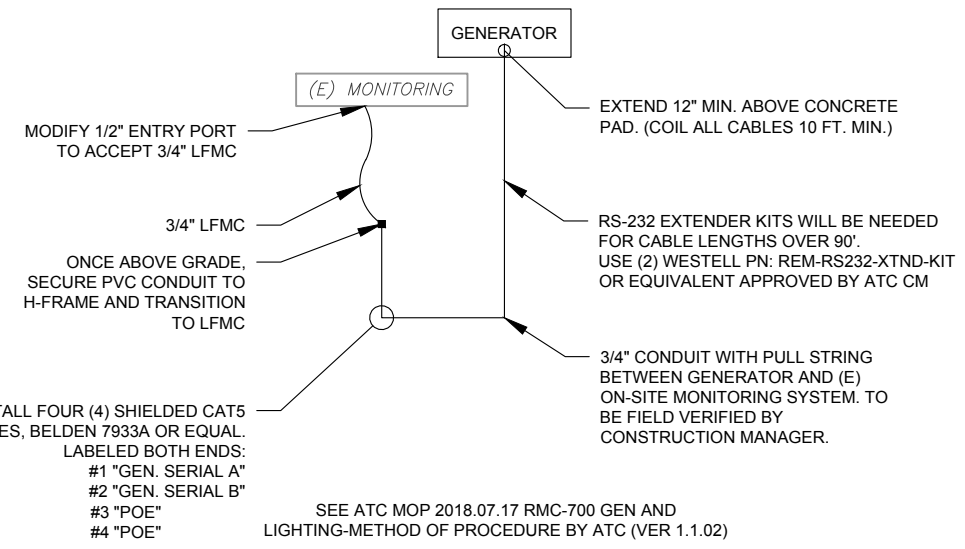 GENERATOR
(E) MONITORING
EXTEND 12" MIN. ABOVE CONCRETE
PAD. (COIL ALL CABLES 10 FT. MIN.)
MODIFY 1/2" ENTRY PORT
TO ACCEPT 3/4" LFMC
3/4" LFMC
RS-232 EXTENDER KITS WILL BE NEEDED
FOR CABLE LENGTHS OVER 90'.
USE (2) WESTELL PN: REM-RS232-XTND-KIT
OR EQUIVALENT APPROVED BY ATC CM
ONCE ABOVE GRADE,
SECURE PVC CONDUIT TO
H-FRAME AND TRANSITION
TO LFMC
3/4" CONDUIT WITH PULL STRING
BETWEEN GENERATOR AND (E)
ON-SITE MONITORING SYSTEM. TO
BE FIELD VERIFIED BY
CONSTRUCTION MANAGER.
TALL FOUR (4) SHIELDED CAT5
ES, BELDEN 7933A OR EQUAL.
LABELED BOTH ENDS:
#1 "GEN. SERIAL A"
#2 "GEN. SERIAL B"
#3 "POE"
#4 "POE"
SEE ATC MOP 2018.07.17 RMC-700 GEN AND
LIGHTING-METHOD OF PROCEDURE BY ATC (VER 1.1.02)